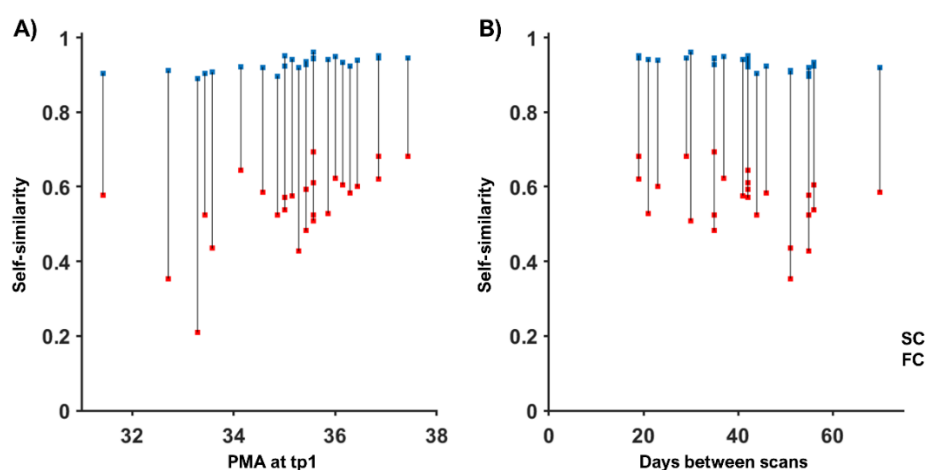 A)
Self-similarity
1
0.8
0.6
0.4
0.2
0
32
34
36
38
PMA at tp1
B)
Self-similarity
1
0.8
0.6
0.4
0.2
0
0
20
40
60
Days between scans
SC
FC